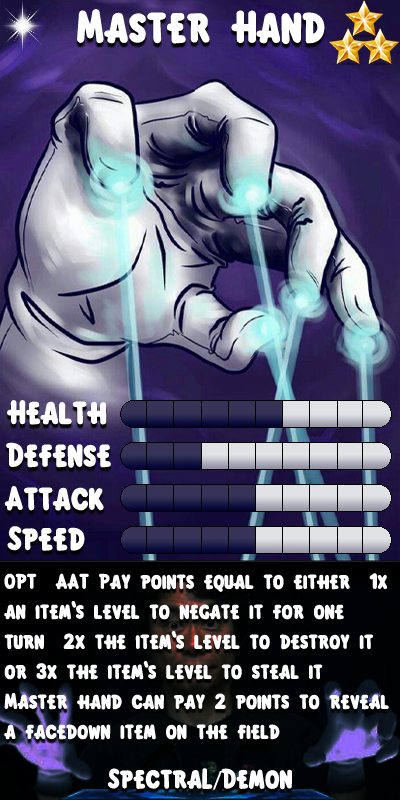 Master Hand
Health
Defense
Attack
Speed
OPT AAT Pay points equal to either 1x
an item's level to negate it for one
turn 2x the item's level to destroy it
or 3x the item's level to steal it
Master Hand can pay 2 points to reveal
a facedown item on the field
Spectral/Demon